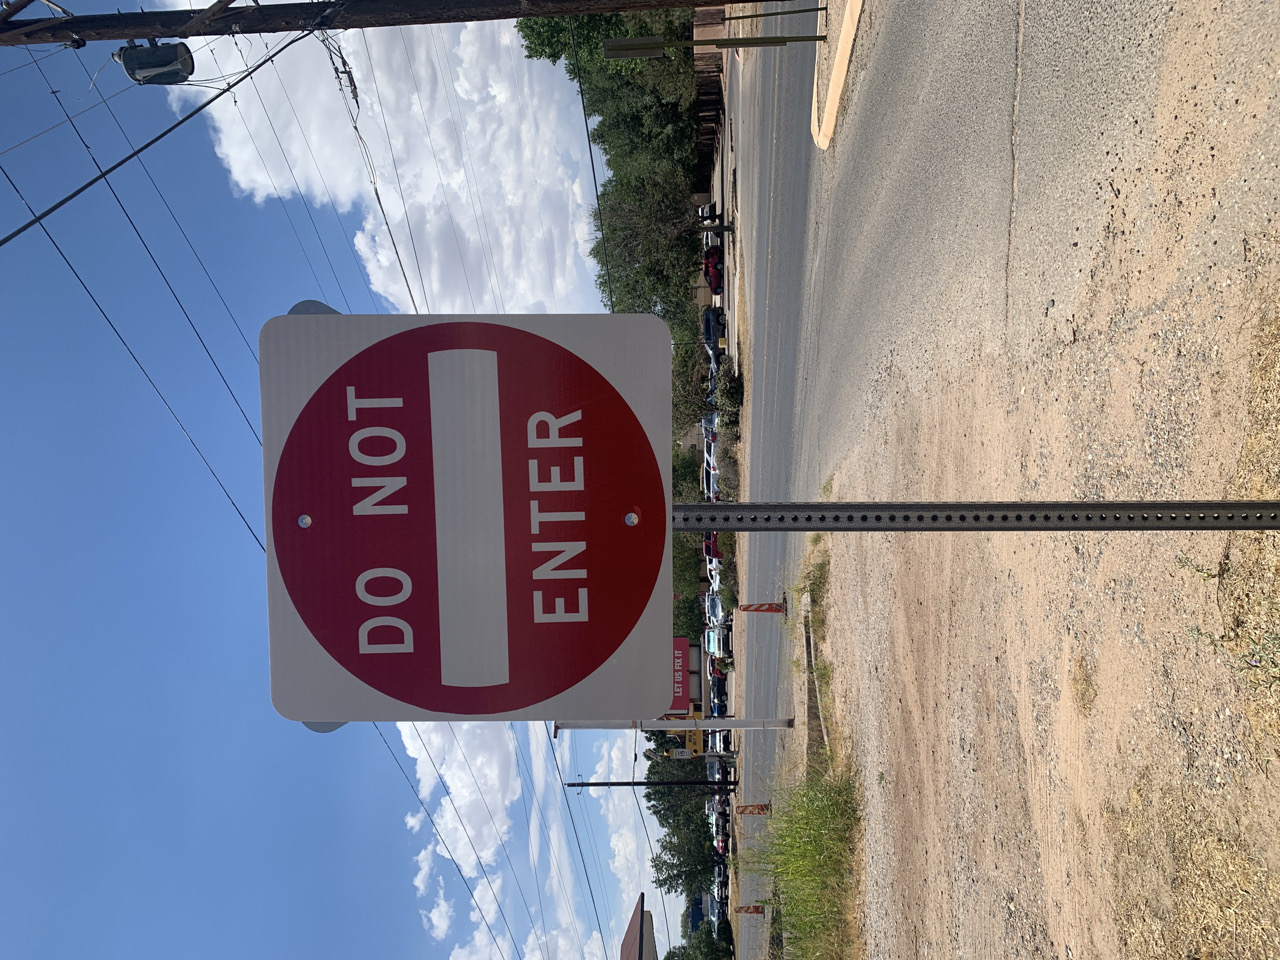 DO NOT
ENTER
LET US FIX IT